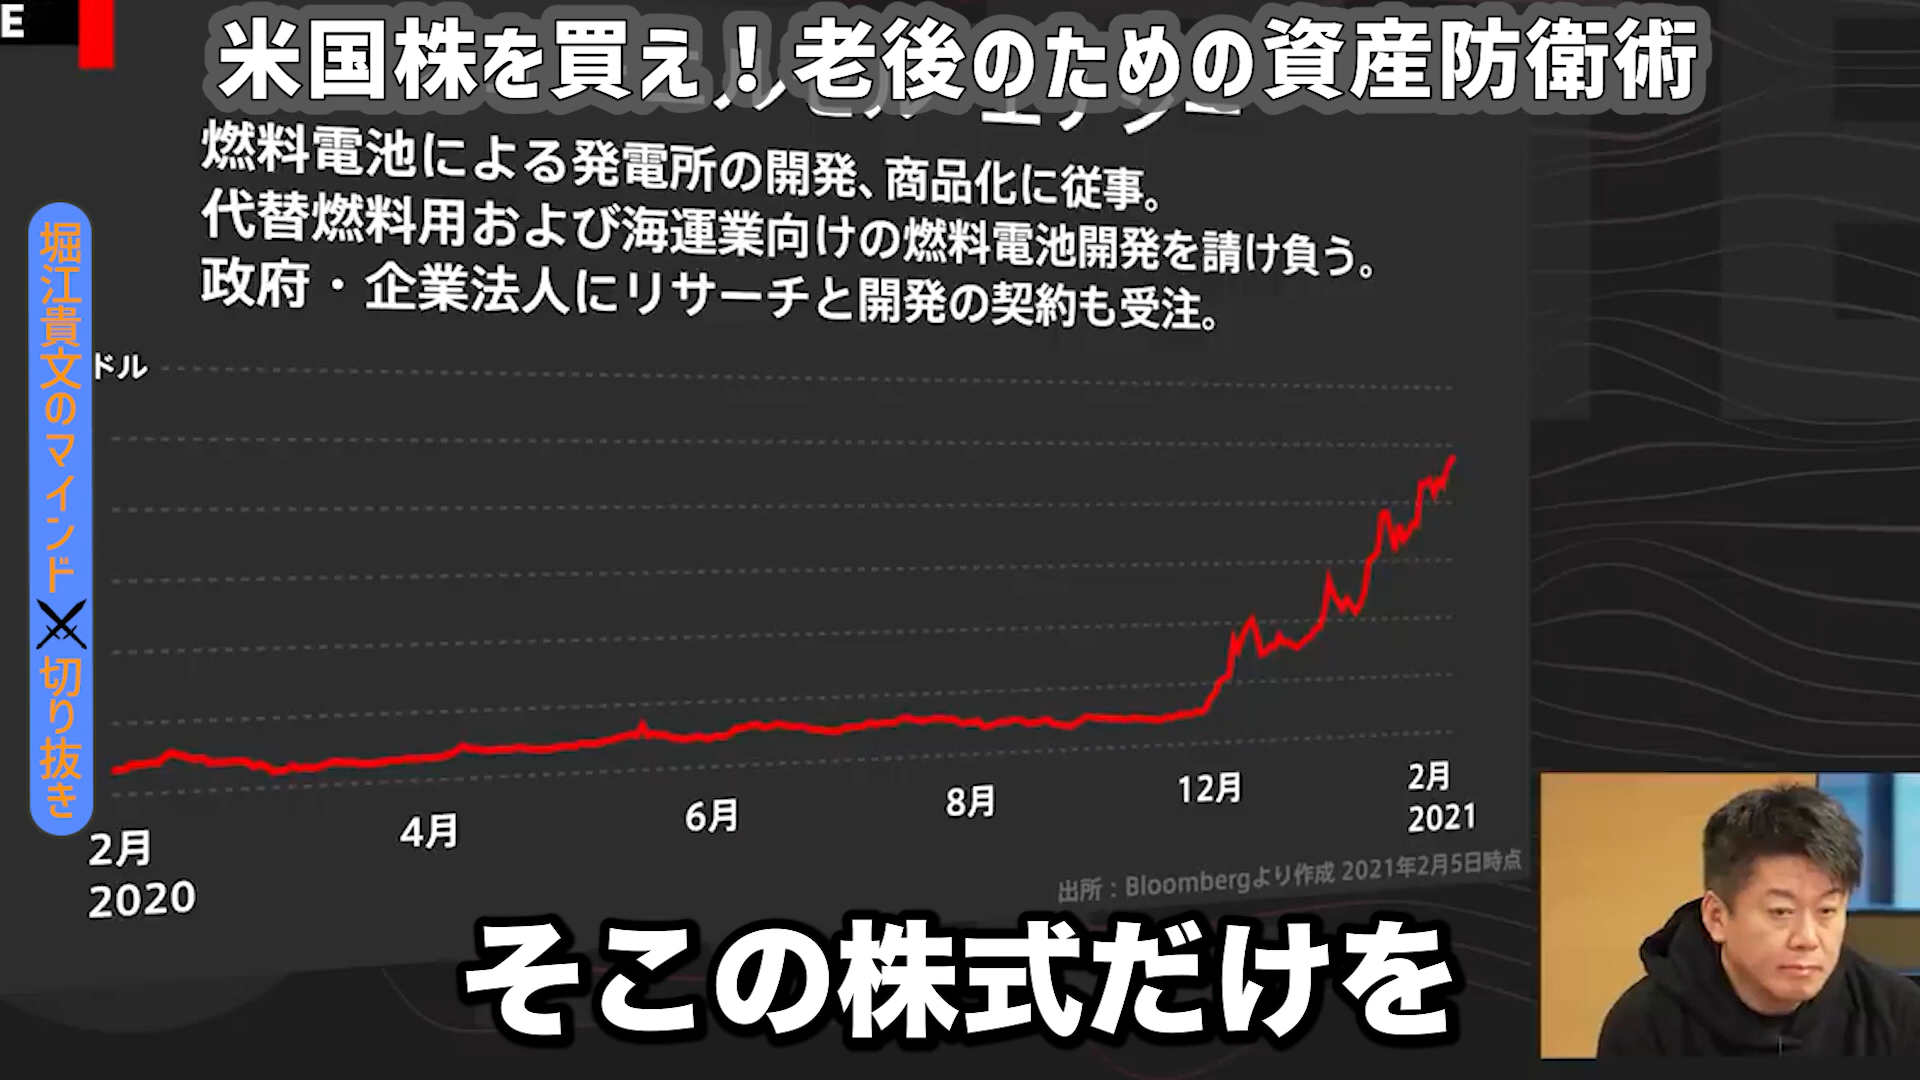 E
米国株を買え！老後のための資産防衛術
燃料電池による発電所の開発、商品化に従事。
代替燃料用および海運業向けの燃料電池開発を請け負う。
政府・企業法人にリサーチと開発の契約も受注。
堀江貴文のマインド
切り抜き
ドル
2月
2020
4月
6月
8月
12月
2月
2021
出所：Bloombergより作成 2021年2月5日時点
そこの株式だけを